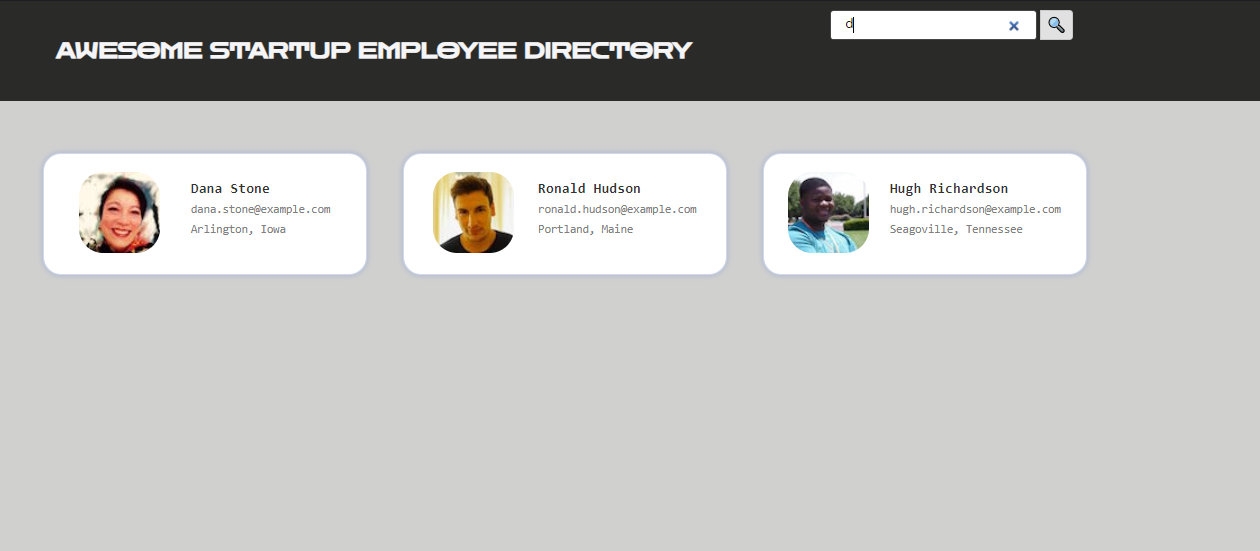 AWESOME STARTUP EMPLOYEE DIRECTORY
d
Dana Stone
dana.stone@example.com
Arlington, Iowa
Ronald Hudson
ronald.hudson@example.com
Portland, Maine
Hugh Richardson
hugh.richardson@example.com
Seagoville, Tennessee